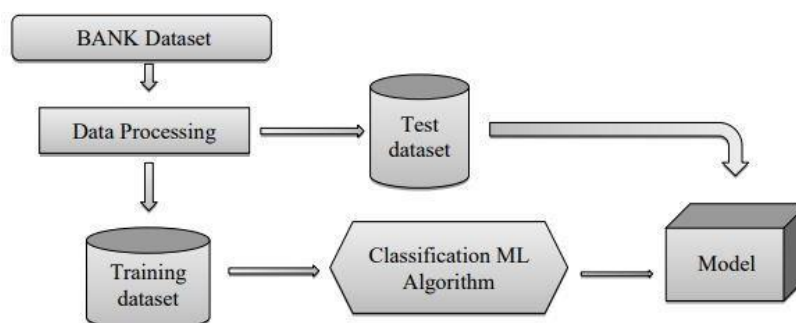 BANK Dataset
Data Processing
Test
dataset
Training
dataset
Classification ML
Algorithm
Model